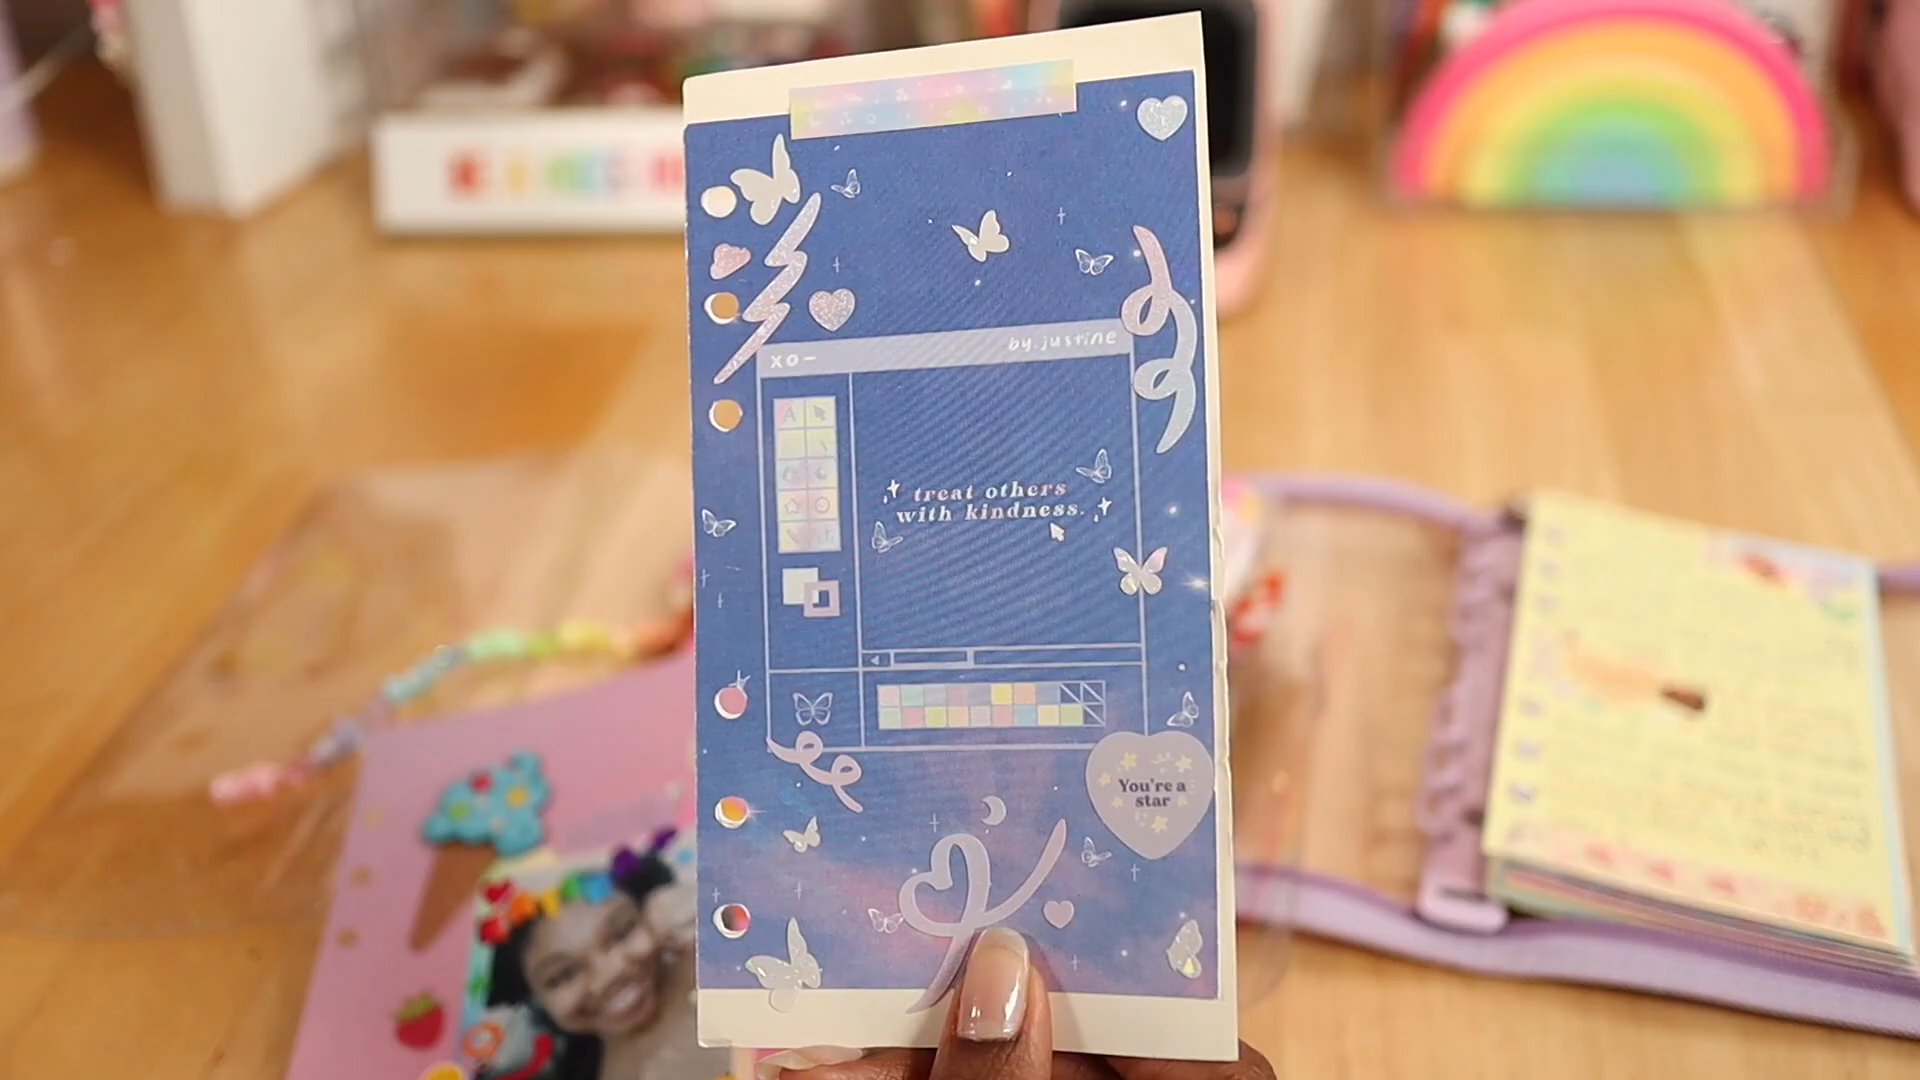 xo-
by.justine
A
treat others
with kindness.
You're a
star